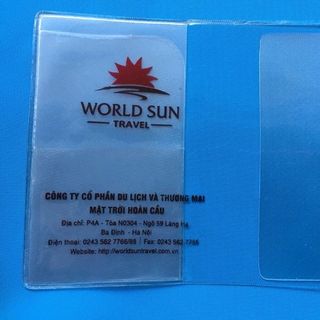 WORLD SUN
TRAVEL
CÔNG TY CỔ PHẦN DU LỊCH VÀ THƯƠNG MẠI
MẶT TRỜI HOÀN CẦU
Địa chỉ: P4A - Tòa N0304 - Ngõ 59 Láng Hạ
Ba Đình - Hà Nội
Điện thoại: 0243 562 7766/88 | Fax: 0243 562 7766
Website: http://worldsuntravel.com.vn